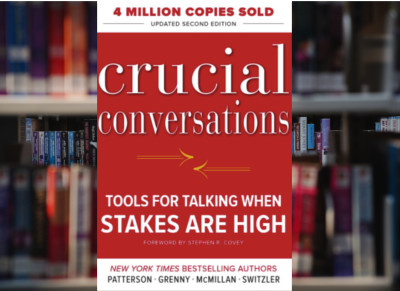 4 MILLION COPIES SOLD
UPDATED SECOND EDITION
crucial
conversations
TOOLS FOR TALKING WHEN
STAKES ARE HIGH
FOREWORD BY STEPHEN R. COVEY
NEW YORK TIMES BESTSELLING AUTHORS
PATTERSON · GRENNY · McMILLAN · SWITZLER